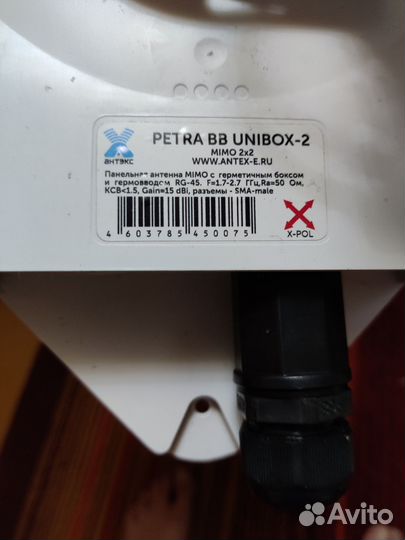 PETRA BB UNIBOX-2
MIMO 2x2
WWW.ANTEX-E.RU
АНТЭКС
Панельная антенна MIMO с герметичным боксом
и гермовводом RG-45. F=1.7-2.7 ГГц,Ra=50 Ом,
КСВ<1.5, Gain=15 dBi, разъемы - SMA-male
4 603785 450075
X-POL
Avito